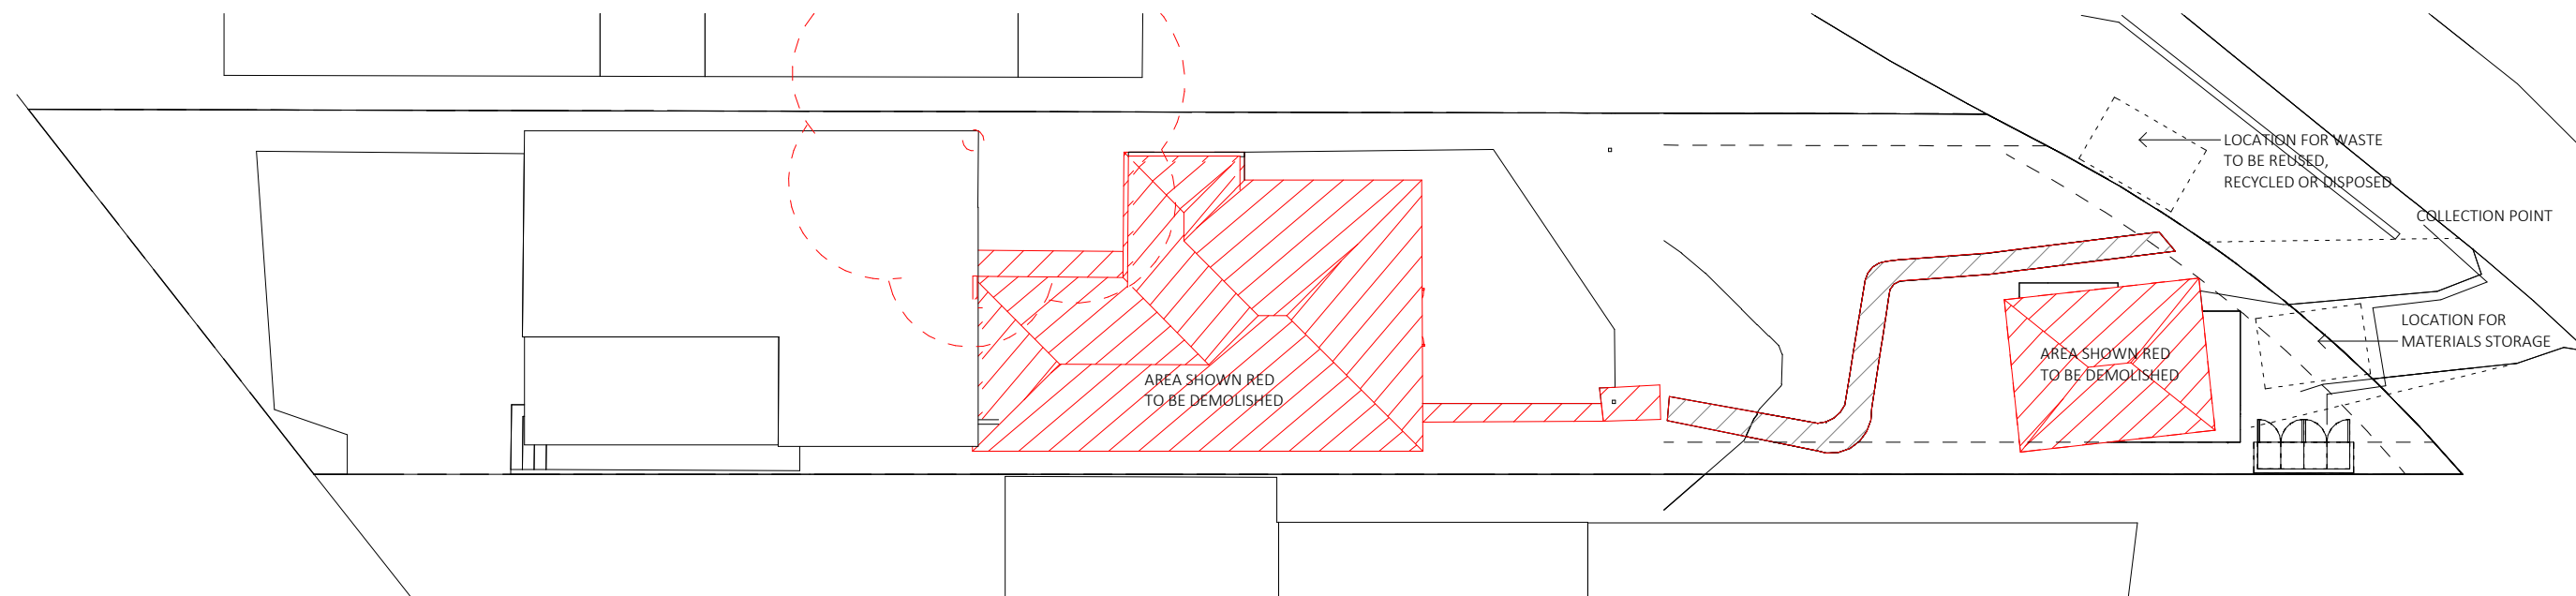 LOCATION FOR WASTE
TO BE REUSED,
RECYCLED OR DISPOSED
COLLECTION POINT
LOCATION FOR
MATERIALS STORAGE
AREA SHOWN RED
TO BE DEMOLISHED
AREA SHOWN RED
TO BE DEMOLISHED